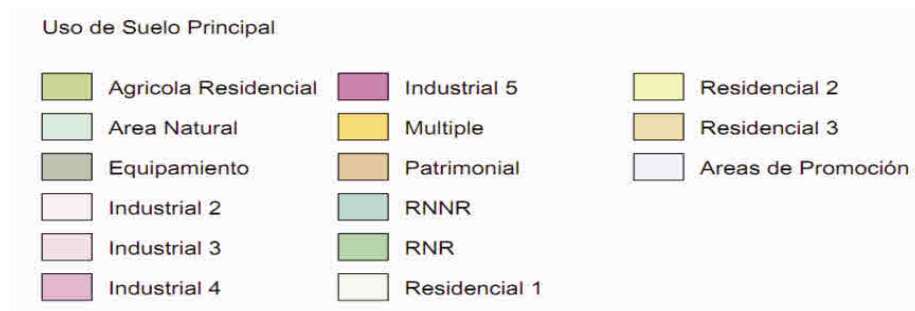 Uso de Suelo Principal
Agricola Residencial
Area Natural
Equipamiento
Industrial 2
Industrial 3
Industrial 4
Industrial 5
Multiple
Patrimonial
RNNR
RNR
Residencial 1
Residencial 2
Residencial 3
Areas de Promoción